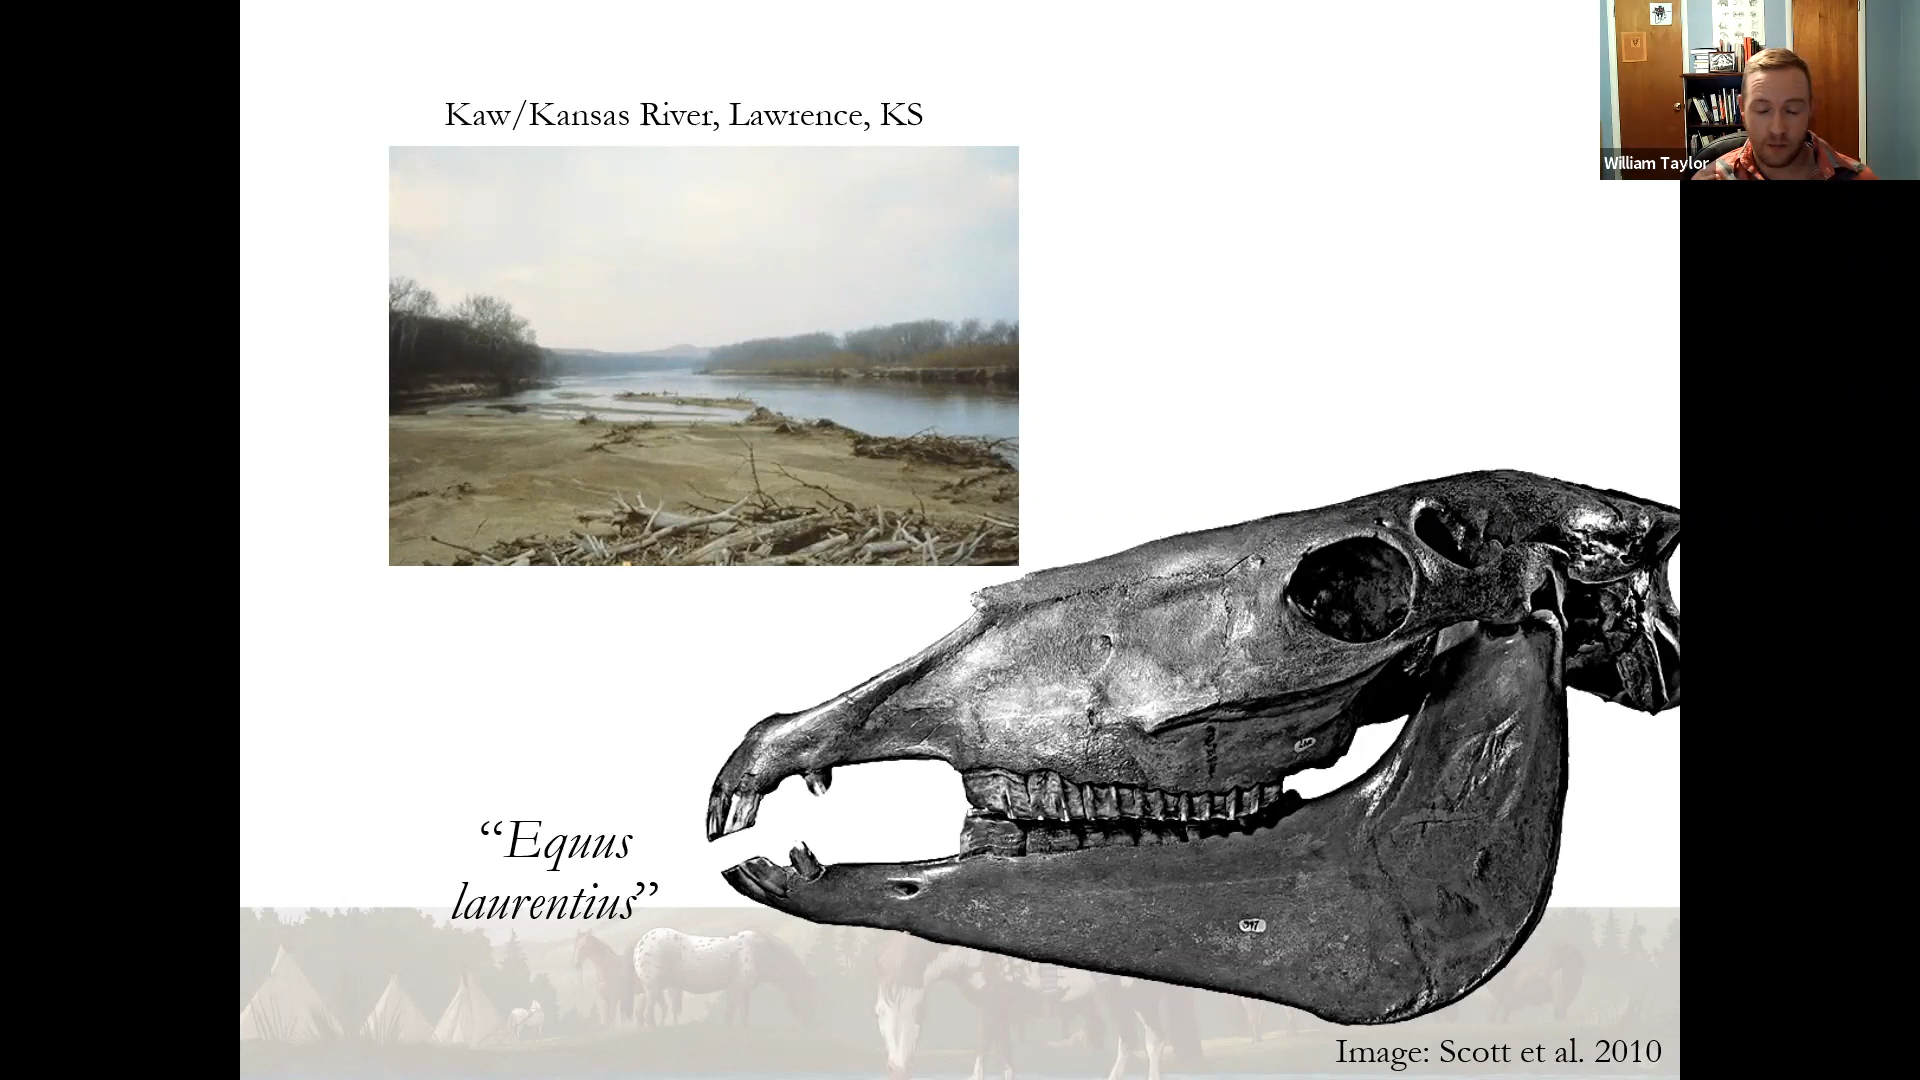 Kaw/Kansas River, Lawrence, KS
William Taylor
“Equus
laurentius”
Image: Scott et al. 2010